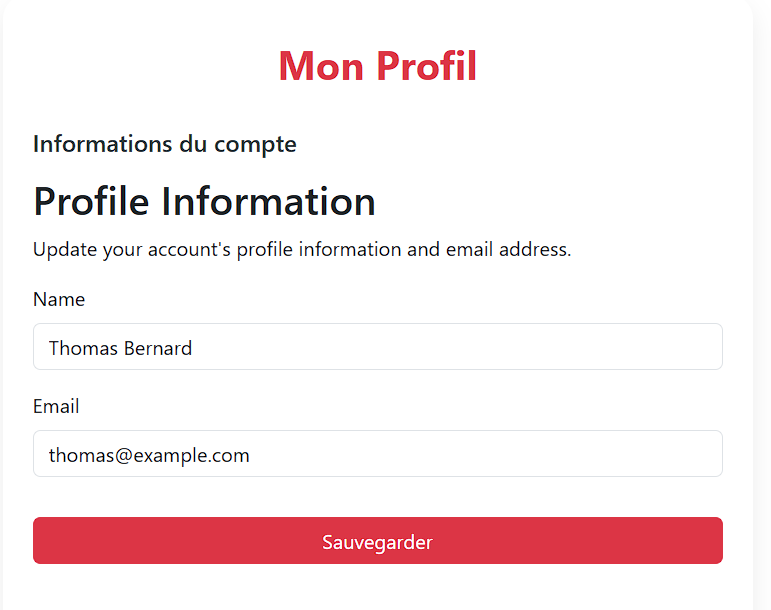 Mon Profil
Informations du compte
Profile Information
Update your account's profile information and email address.
Name
Thomas Bernard
Email
thomas@example.com
Sauvegarder